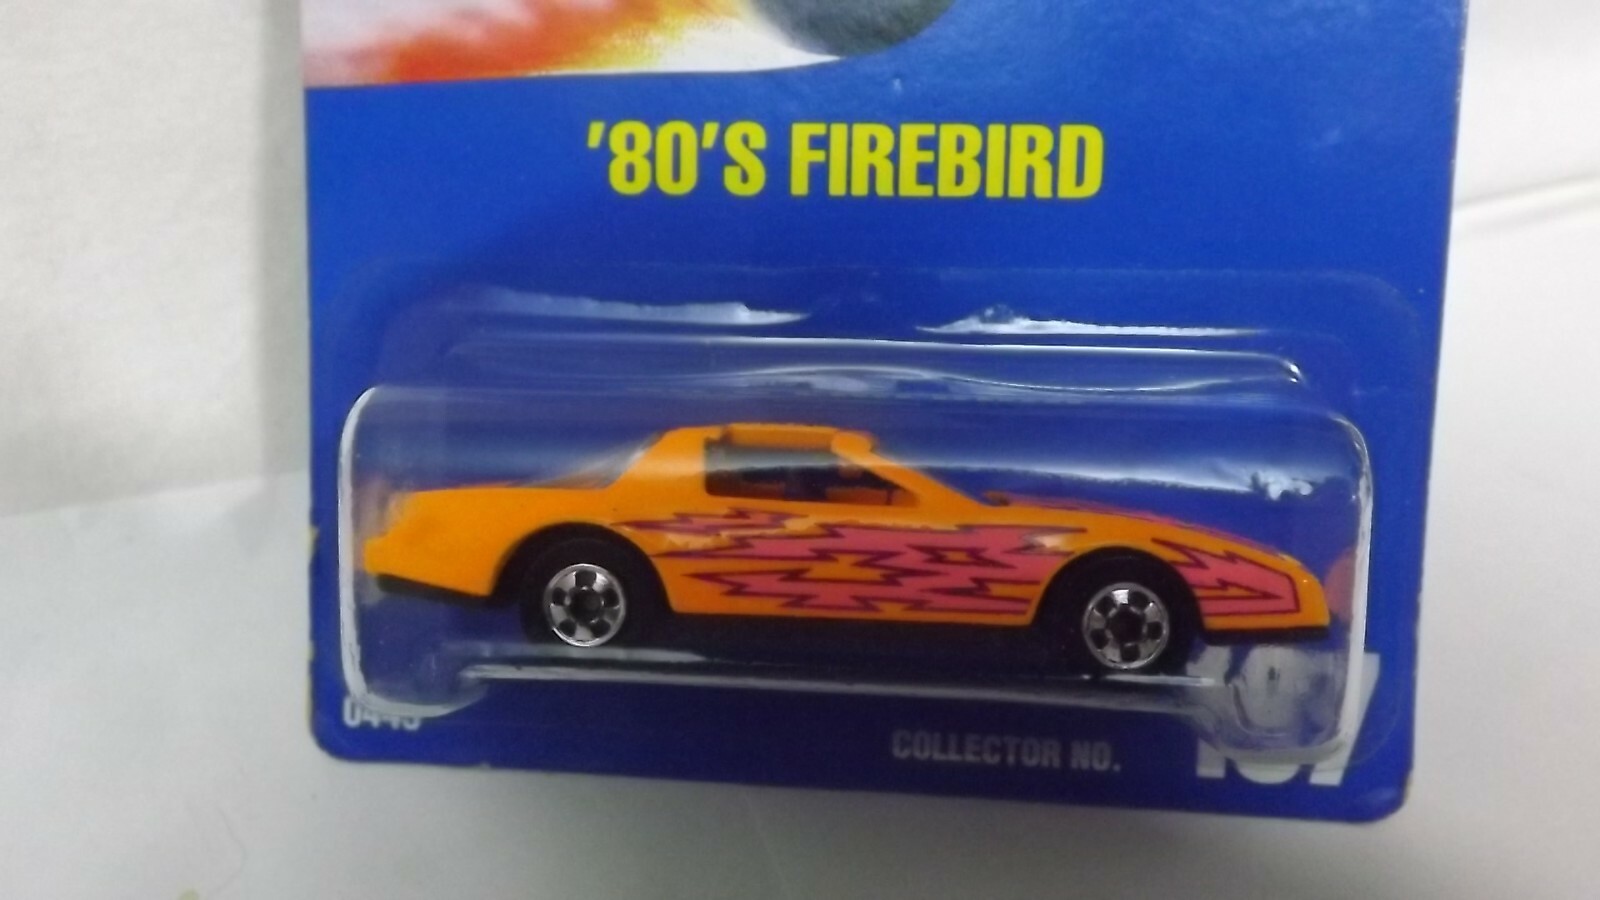 '80'S FIREBIRD
COLLECTOR NO.